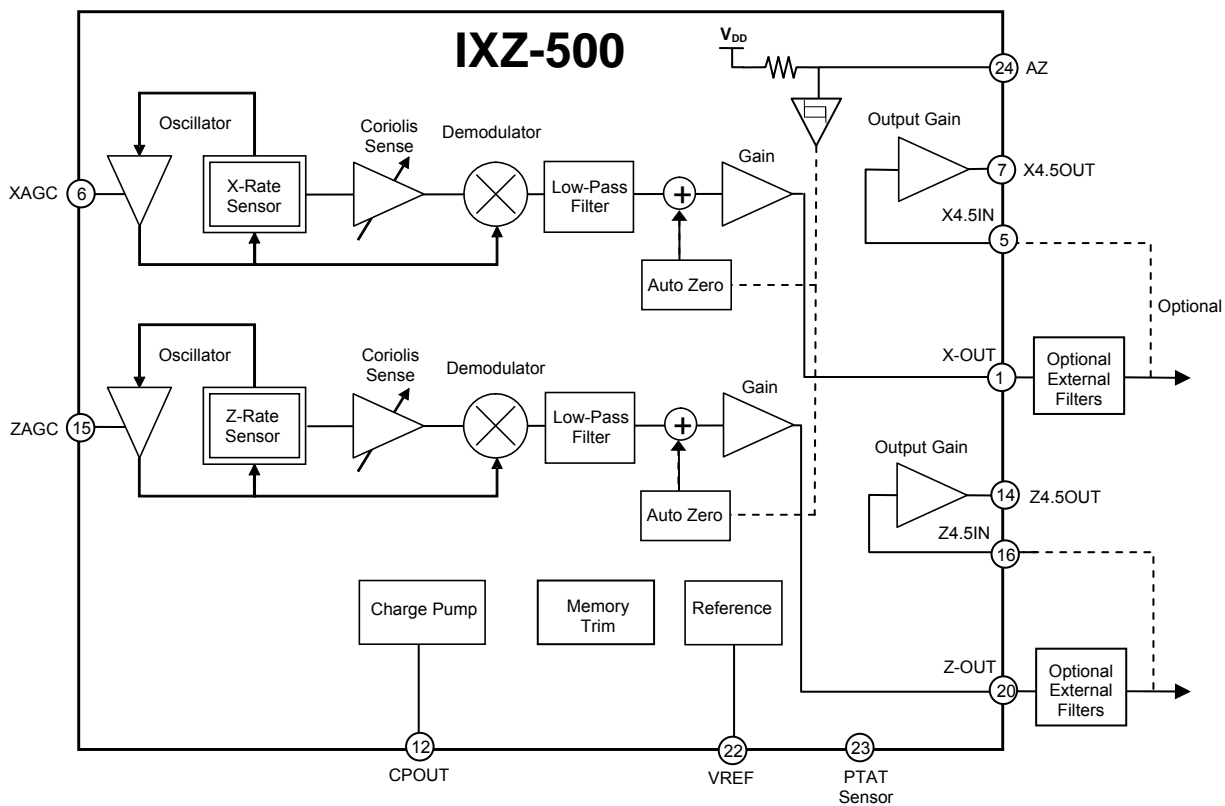 IXZ-500
VDD
24
AZ
Oscillator
Coriolis
Sense
Demodulator
Output Gain
Gain
XAGC
6
X-Rate
Sensor
Low-Pass
Filter
+
7
X4.5OUT
X4.5IN
5
Auto Zero
Optional
Oscillator
Coriolis
Sense
Demodulator
Gain
X-OUT
1
Optional
External
Filters
ZAGC
15
Z-Rate
Sensor
Low-Pass
Filter
+
Output Gain
14
Z4.5OUT
Auto Zero
Z4.5IN
16
Charge Pump
Memory
Trim
Reference
Z-OUT
20
Optional
External
Filters
12
CPOUT
22
VREF
23
PTAT
Sensor